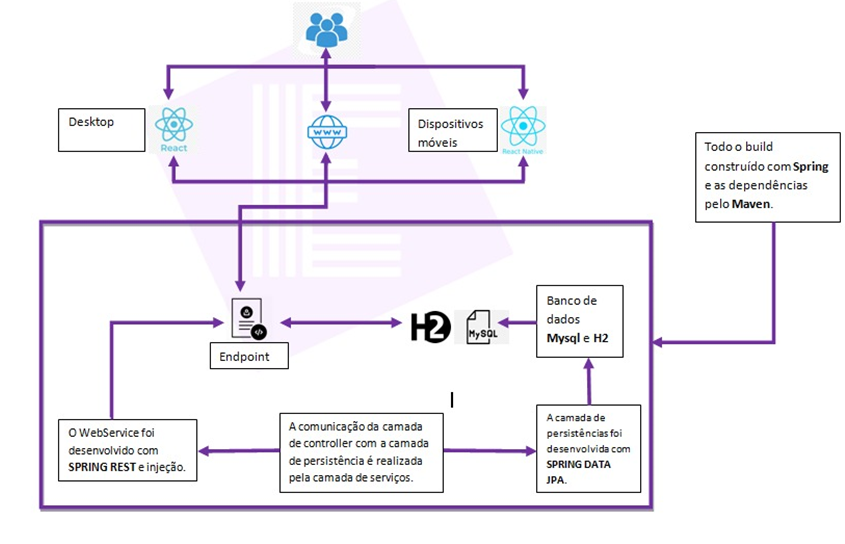 Desktop
React
WWW
Dispositivos
móveis
React Native
Todo o build
construído com Spring
e as dependências
pelo Maven.
Endpoint
H2
MySQL
Banco de
dados
Mysql e H2
O WebService foi
desenvolvido com
SPRING REST e injeção.
A comunicação da camada
de controller com a camada
de persistência é realizada
pela camada de serviços.
A camada de
persistências foi
desenvolvida com
SPRING DATA
JPA.